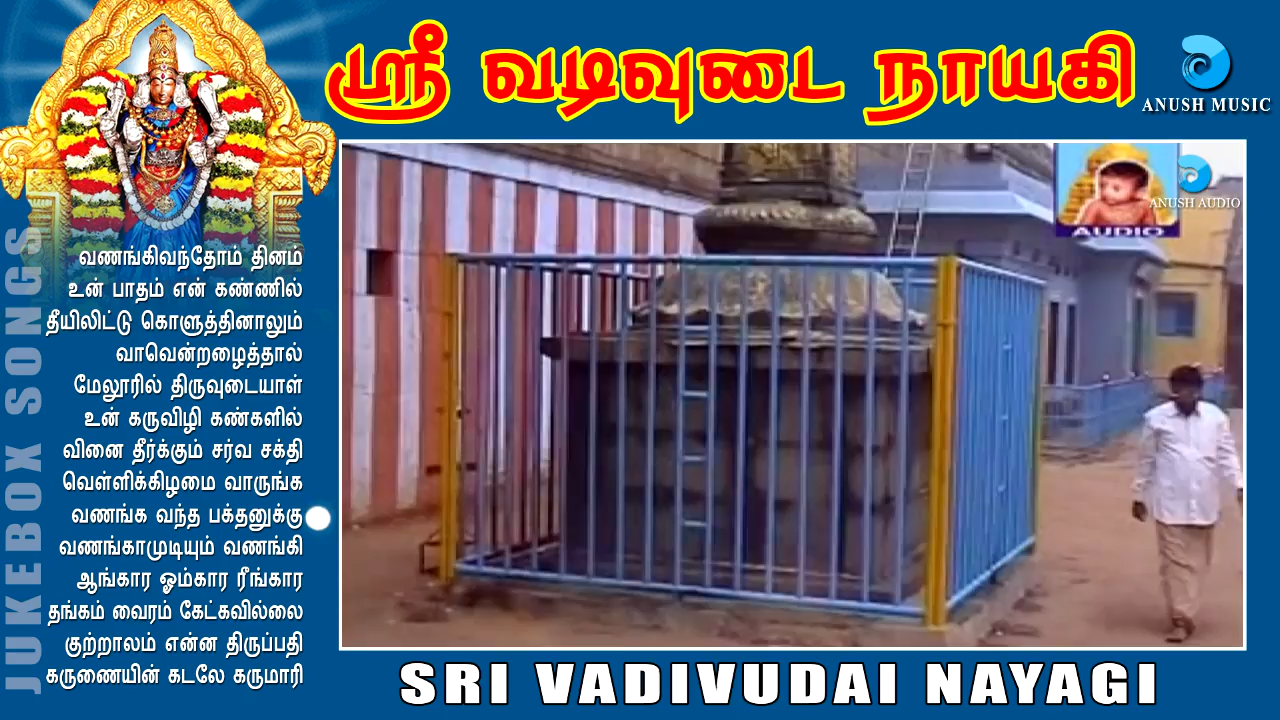 ஸ்ரீ வடிவுடை நாயகி
ANUSH MUSIC
ANUSH AUDIO
AUDIO
JUKEBOX SONGS
வணங்கிவந்தோம் தினம்
உன் பாதம் என் கண்ணில்
தீயிலிட்டு கொளுத்தினாலும்
வாவென்றழைத்தால்
மேலூரில் திருவுடையாள்
உன் கருவிழி கண்களில்
வினை தீர்க்கும் சர்வ சக்தி
வெள்ளிக்கிழமை வாருங்க
வணங்க வந்த பக்தனுக்கு
வணங்காமுடியும் வணங்கி
ஆங்கார ஓம்கார ரீங்கார
தங்கம் வைரம் கேட்கவில்லை
குற்றாலம் என்ன திருப்பதி
கருணையின் கடலே கருமாரி
SRI VADIVUDAI NAYAGI